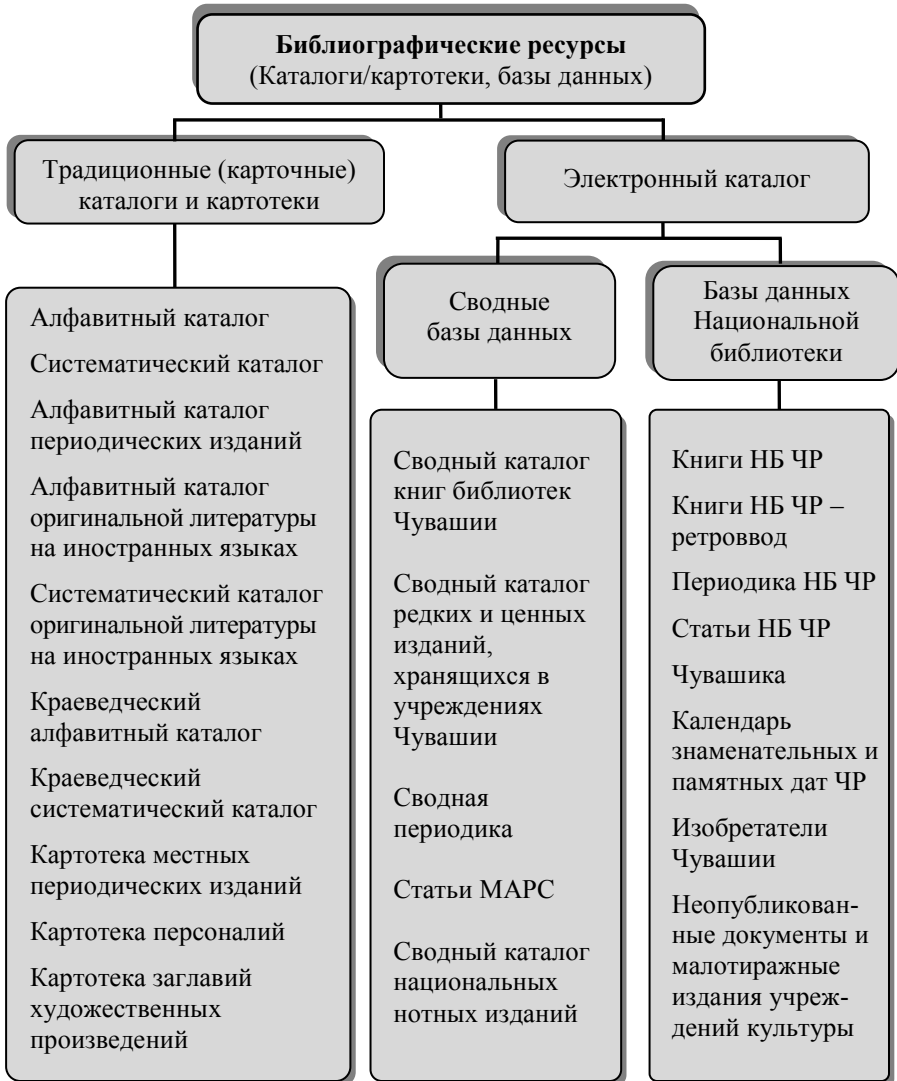 Библиографические ресурсы
(Каталоги/картотеки, базы данных)
Традиционные (карточные)
каталоги и картотеки
Электронный каталог
Сводные
базы данных
Базы данных
Национальной
библиотеки
Алфавитный каталог
Систематический каталог
Алфавитный каталог
периодических изданий
Алфавитный каталог
оригинальной литературы
на иностранных языках
Систематический каталог
оригинальной литературы
на иностранных языках
Краеведческий
алфавитный каталог
Краеведческий
систематический каталог
Картотека местных
периодических изданий
Картотека персоналий
Картотека заглавий
художественных
произведений
Сводный каталог
книг библиотек
Чувашии
Сводный каталог
редких и ценных
изданий,
хранящихся в
учреждениях
Чувашии
Сводная
периодика
Статьи МАРС
Сводный каталог
национальных
нотных изданий
Книги НБ ЧР
Книги НБ ЧР –
ретроввод
Периодика НБ ЧР
Статьи НБ ЧР
Чувашика
Календарь
знаменательных и
памятных дат ЧР
Изобретатели
Чувашии
Неопубликован-
ные документы и
малотиражные
издания учреж-
дений культуры